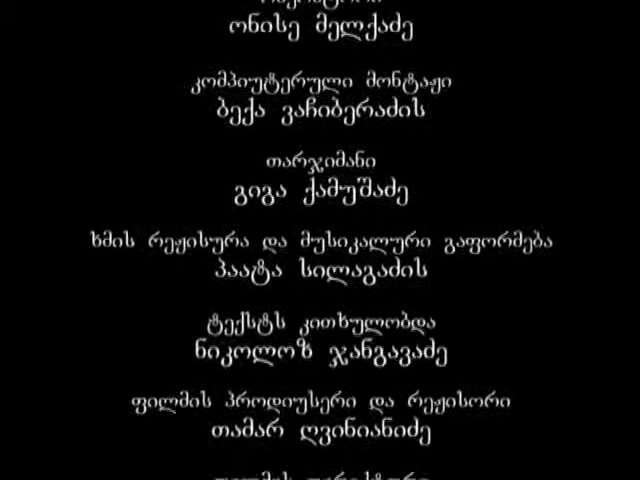 ონისე მელქაძე
კომპიუტერული მონტაჟი
ბექა ვაჩიბერაძის
თარჯიმანი
გიგა ქამუშაძე
ხმის რეჟისურა და მუსიკალური გაფორმება
პაატა სილაგაძის
ტექსტს კითხულობდა
ნიკოლოზ ჯანგავაძე
ფილმის პროდიუსერი და რეჟისორი
თამარ ღვინიანიძე